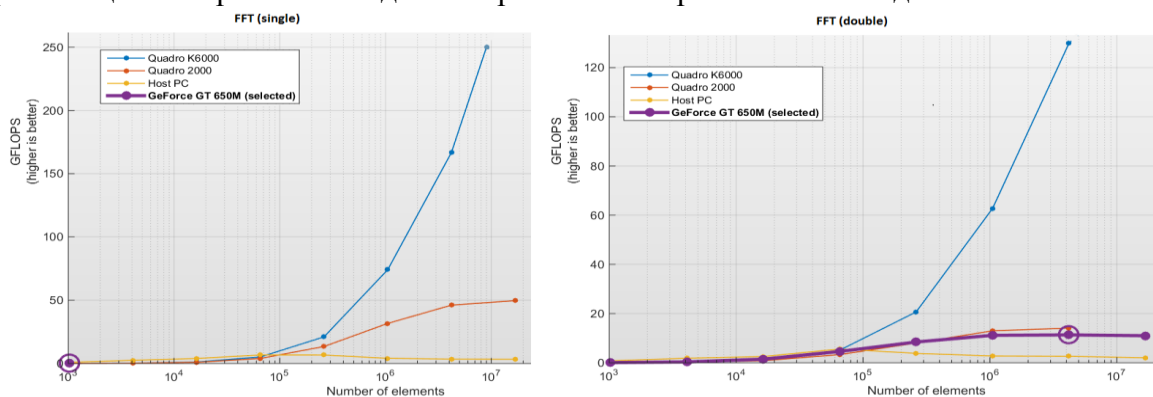 FFT (single)
250
200
150
100
50
GFLOPS
(higher is better)
Quadro K6000
Quadro 2000
Host PC
GeForce GT 650M (selected)
10³
10⁴
10⁵
10⁶
10⁷
Number of elements
FFT (double)
120
100
80
60
40
20
0
GFLOPS
(higher is better)
Quadro K6000
Quadro 2000
Host PC
GeForce GT 650M (selected)
10³
10⁴
10⁵
10⁶
10⁷
Number of elements